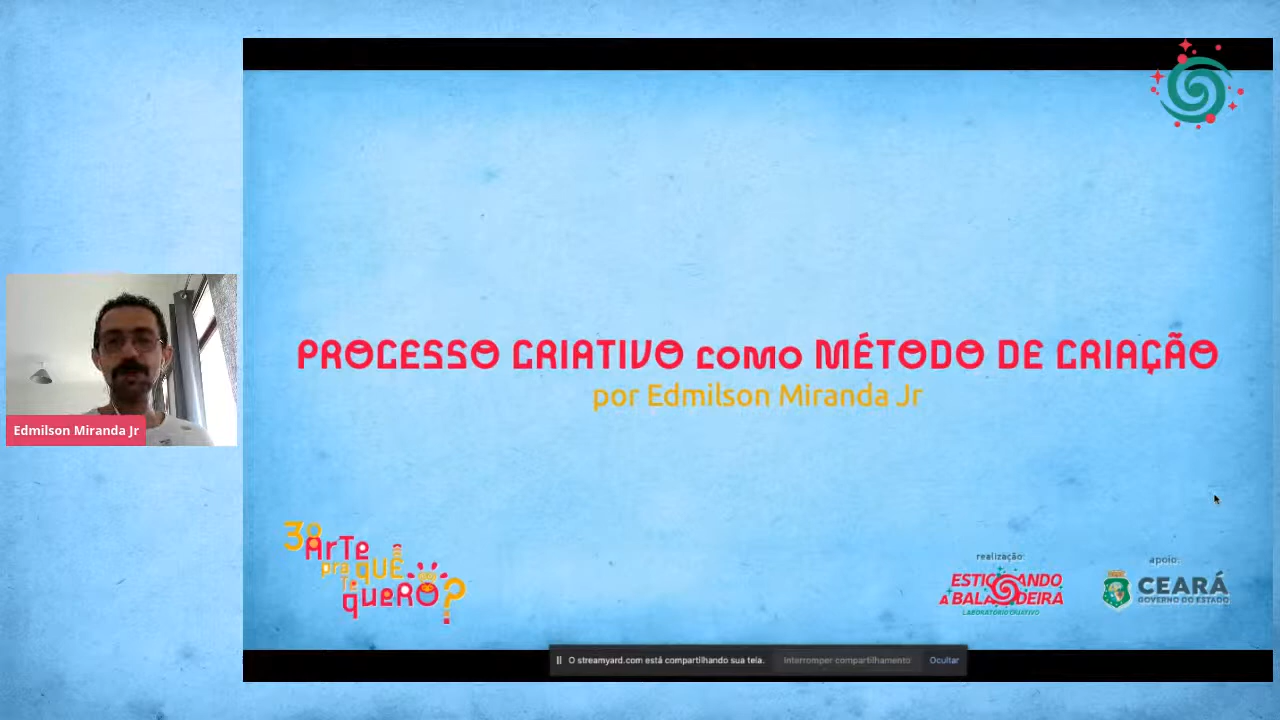 PROCESSO CRIATIVO como MÉTODO DE CRIAÇÃO
por Edmilson Miranda Jr
Edmilson Miranda Jr
3º ArTe
pra QUÊ
Te
queRO?
realização:
ESTICANDO
A BALADEIRA
LABORATÓRIO CRIATIVO
apoio:
CEARÁ
GOVERNO DO ESTADO
O streamyard.com está compartilhando sua tela.
Interromper compartilhamento
Ocultar